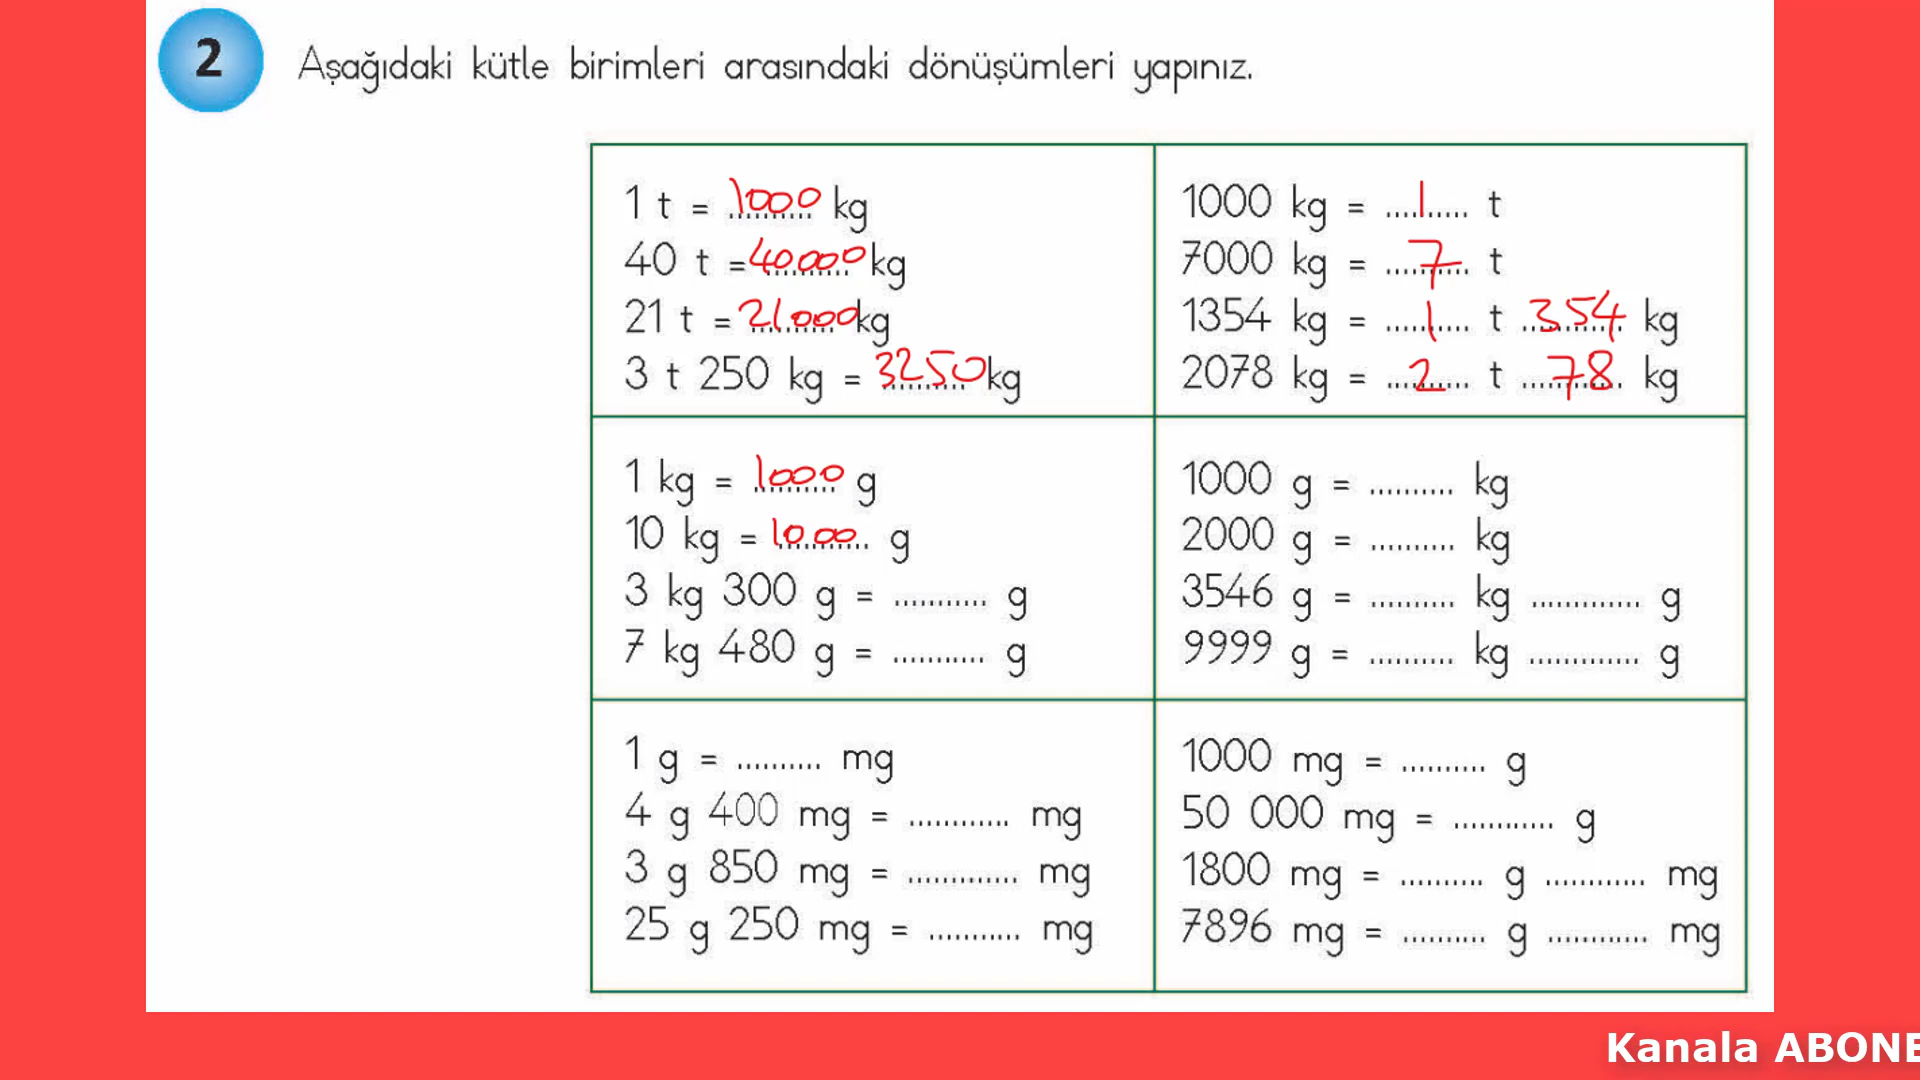 2
Aşağıdaki kütle birimleri arasındaki dönüşümleri yapınız.
1 t = 1000 kg
40 t = 40.000 kg
21 t = 21.000 kg
3 t 250 kg = 3250 kg
1000 kg = 1 t
7000 kg = 7 t
1354 kg = 1 t 354 kg
2078 kg = 2 t 78 kg
1 kg = 1000 g
10 kg = 10.00 g
3 kg 300 g = ........... g
7 kg 480 g = ........... g
1000 g = .......... kg
2000 g = .......... kg
3546 g = .......... kg ............. g
9999 g = .......... kg ............. g
1 g = .......... mg
4 g 400 mg = ............ mg
3 g 850 mg = ............. mg
25 g 250 mg = ........... mg
1000 mg = .......... g
50 000 mg = ............ g
1800 mg = .......... g ............ mg
7896 mg = .......... g ............ mg
Kanala ABONE